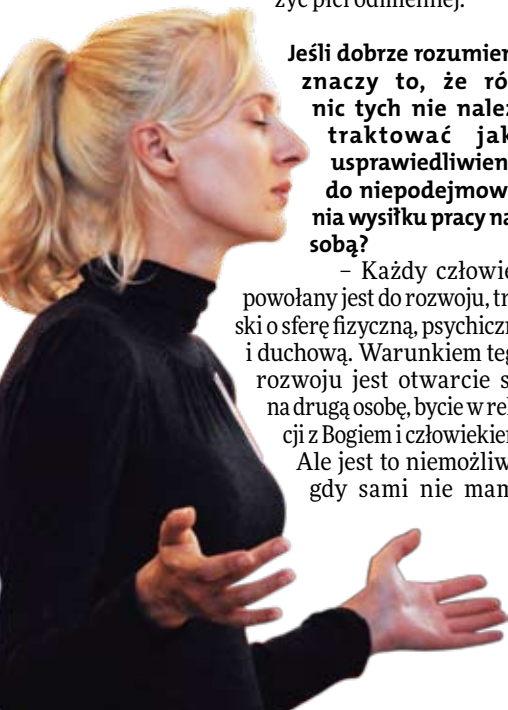 żyć płci odmiennej.
Jeśli dobrze rozumiem
znaczy to, że ró
nic tych nie należ
traktować jak
usprawiedliwien
do niepodejmow
nia wysiłku pracy na
sobą?
– Każdy człowie
powołany jest do rozwoju, tr
ski o sferę fizyczną, psychiczn
i duchową. Warunkiem teg
rozwoju jest otwarcie s
na drugą osobę, bycie w rel
cji z Bogiem i człowiekiem
Ale jest to niemożliw
gdy sami nie mam